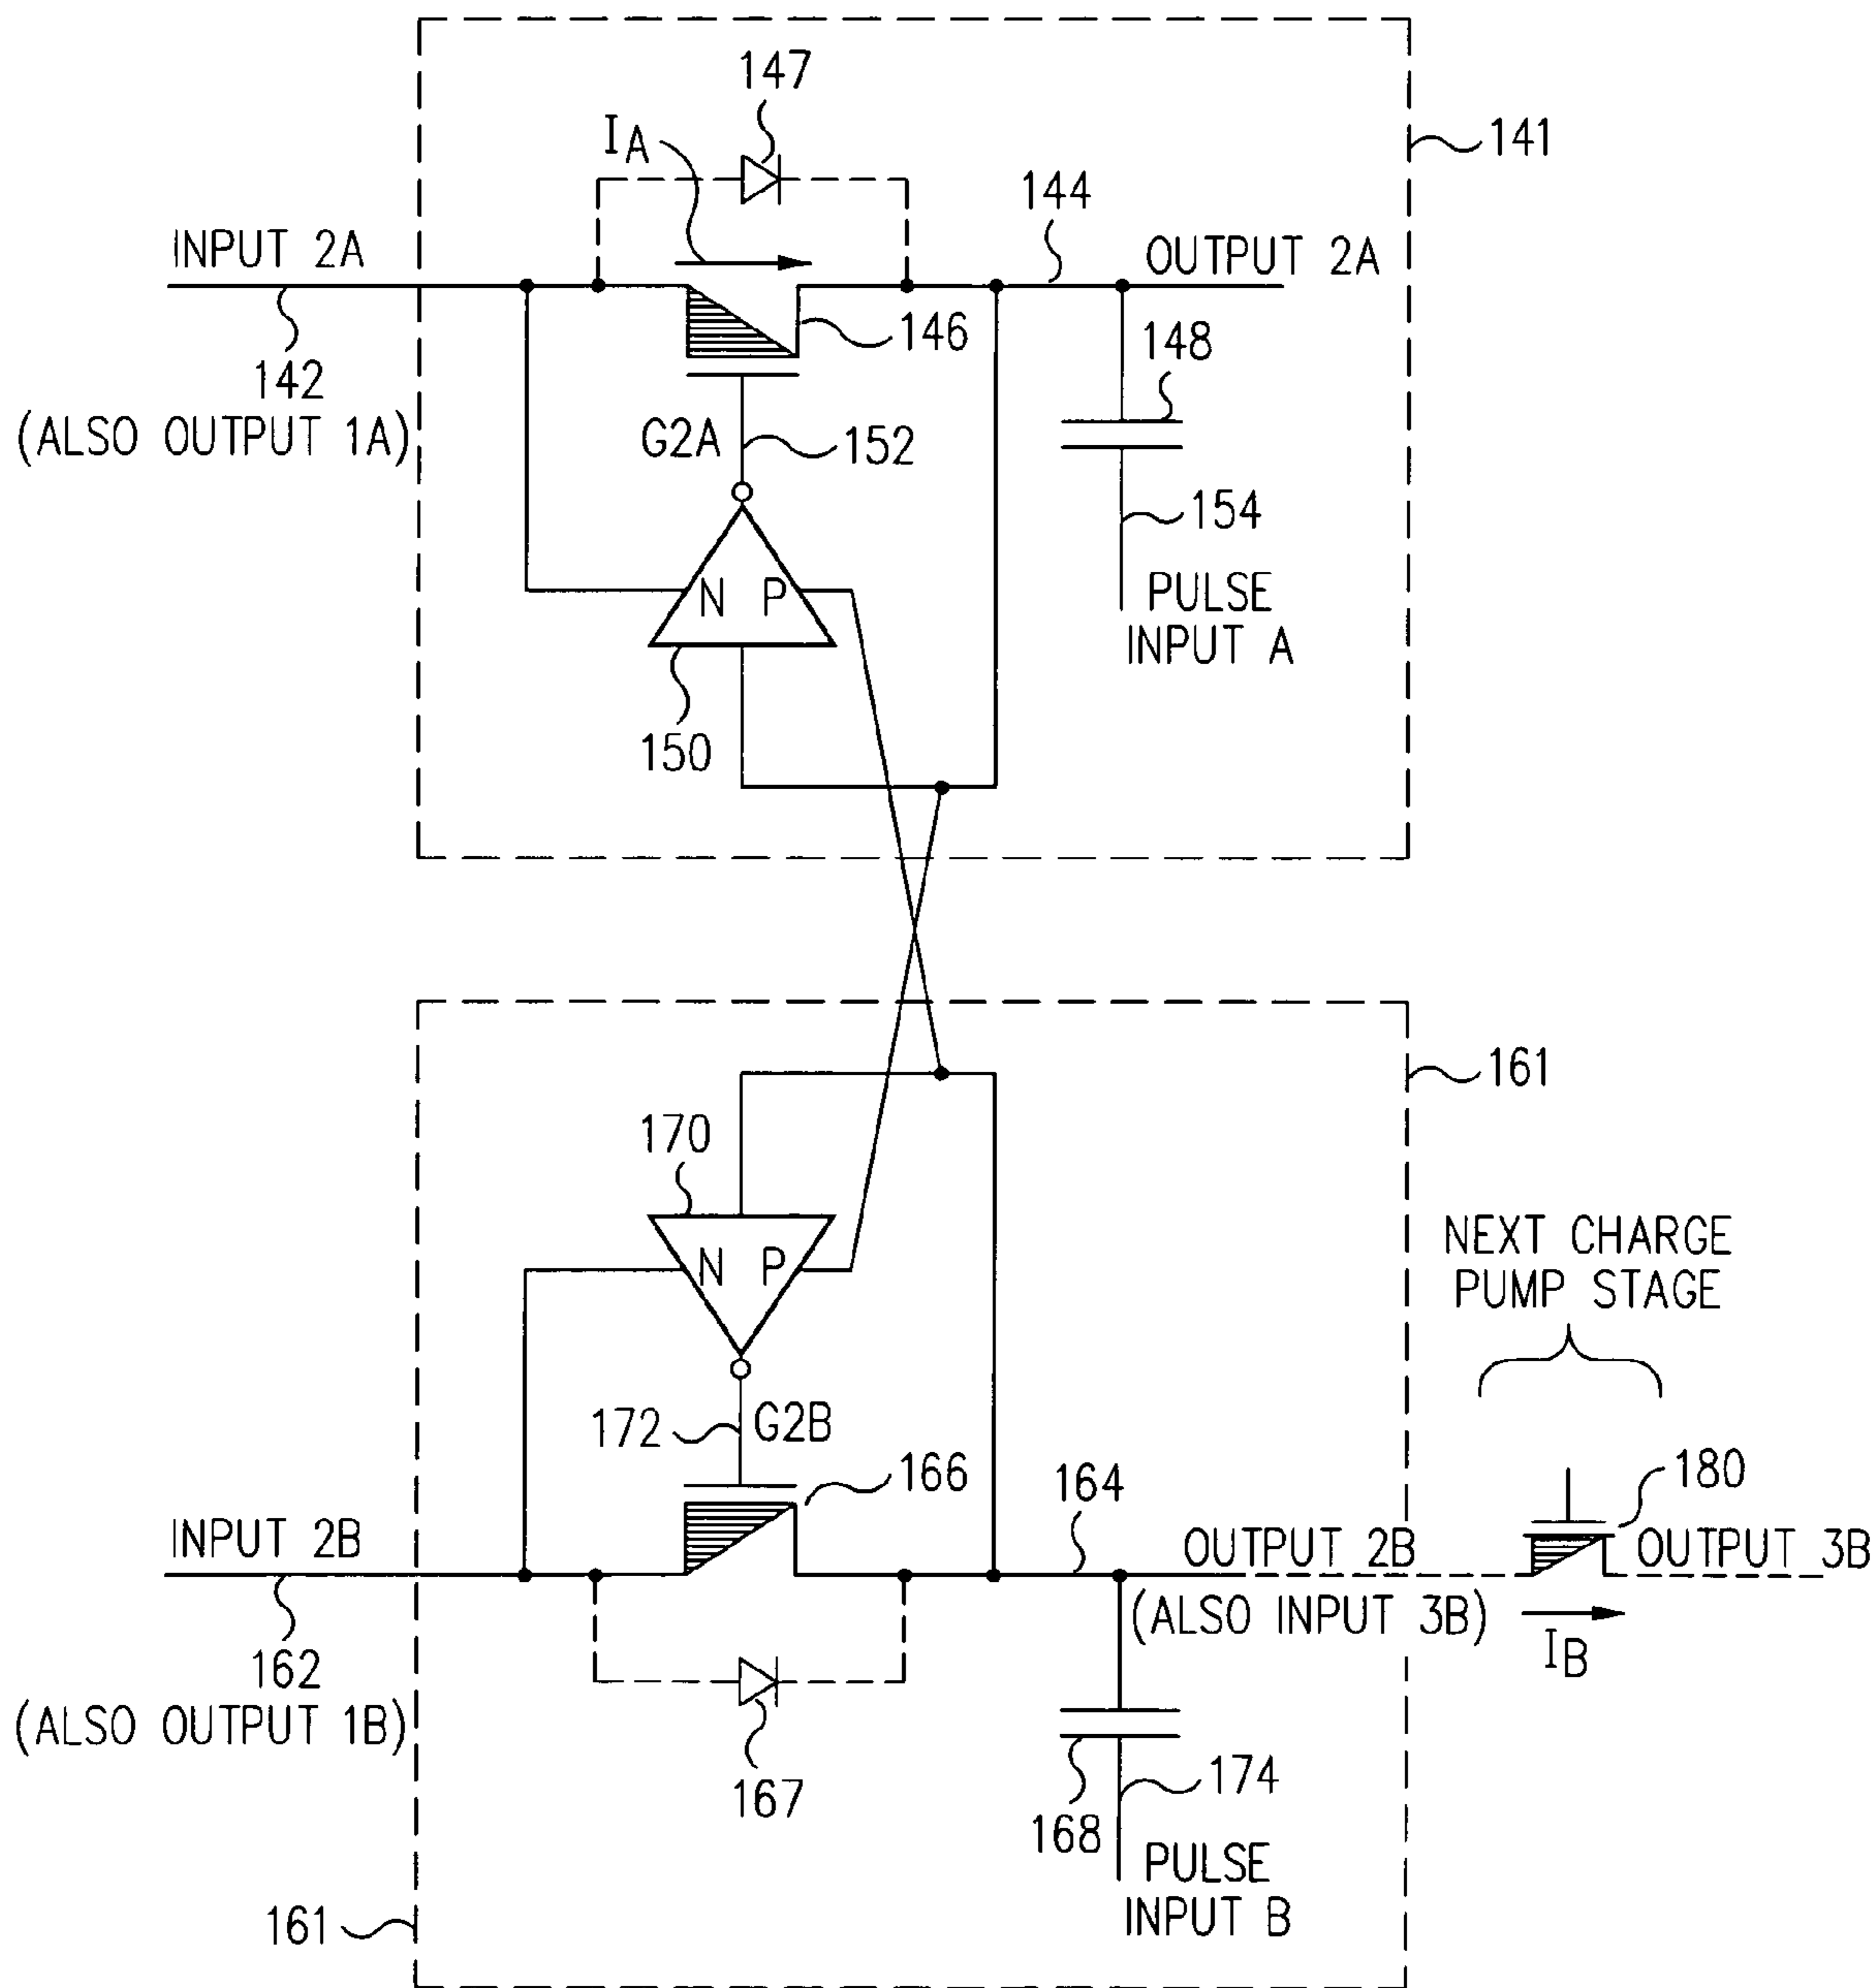 147
IA
141
144
INPUT 2A
OUTPUT 2A
146
148
142
(ALSO OUTPUT 1A)
G2A
152
154
N P
PULSE
INPUT A
150
161
170
N P
NEXT CHARGE
PUMP STAGE
172
G2B
166
164
180
INPUT 2B
OUTPUT 2B
OUTPUT 3B
(ALSO INPUT 3B)
IB
162
(ALSO OUTPUT 1B)
167
174
168
PULSE
INPUT B
161